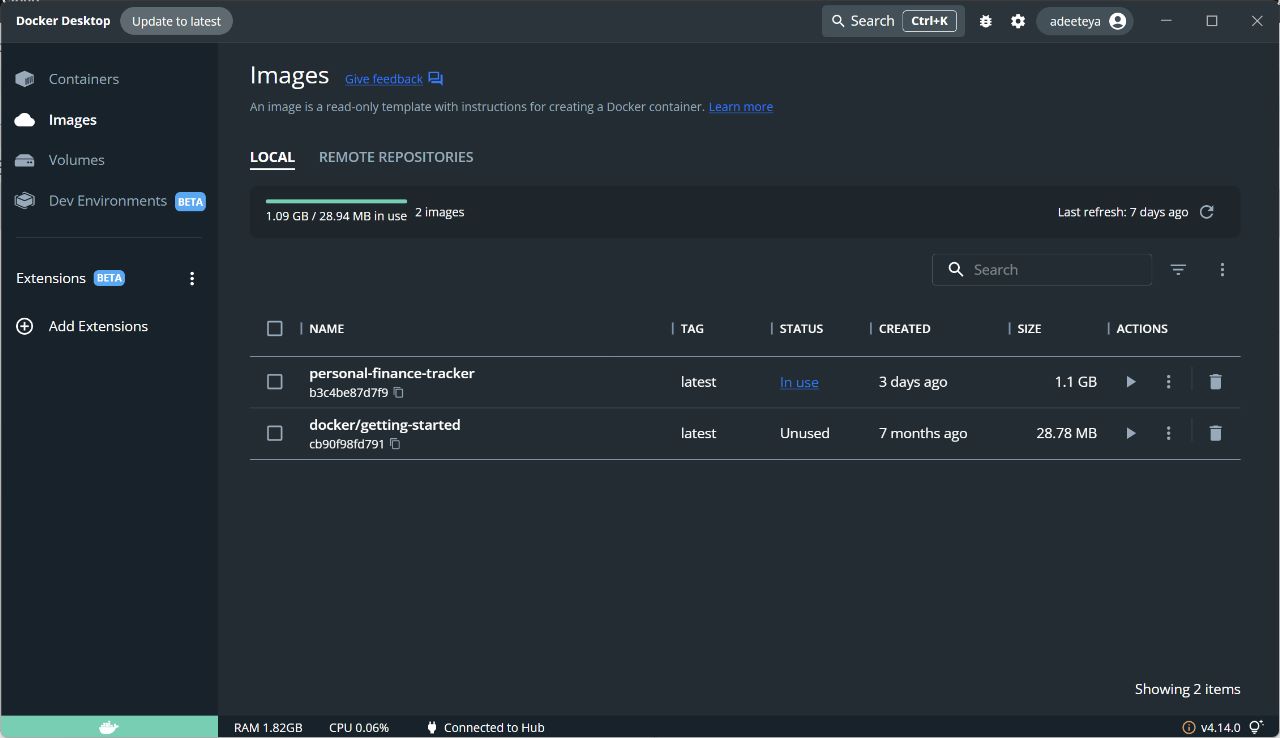 Docker Desktop Update to latest Search Ctrl+K adeeteya
Containers
Images
Volumes
Dev Environments BETA
Extensions BETA
Add Extensions
Images Give feedback
An image is a read-only template with instructions for creating a Docker container. Learn more
LOCAL REMOTE REPOSITORIES
1.09 GB / 28.94 MB in use 2 images Last refresh: 7 days ago
Search
NAME TAG STATUS CREATED SIZE ACTIONS
personal-finance-tracker latest In use 3 days ago 1.1 GB
b3c4be87d7f9
docker/getting-started latest Unused 7 months ago 28.78 MB
cb90f98fd791
Showing 2 items
RAM 1.82GB CPU 0.06% Connected to Hub v4.14.0